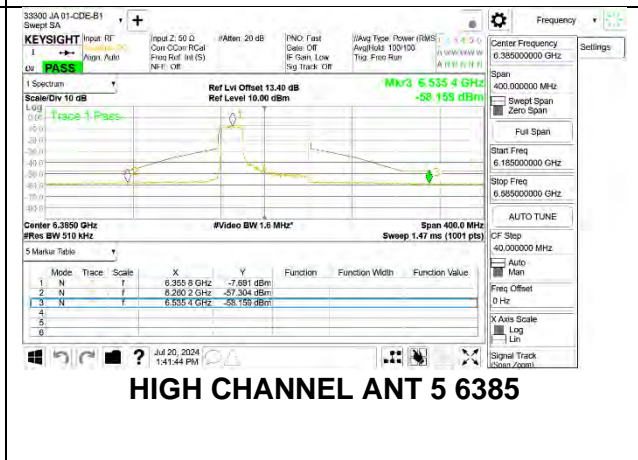 33300 JA 01-CDE-B1
Swept SA
Frequency
Settings
KEYSIGHT Input: RF
Align: Auto
Input Z: 50 Ω
Corr CCorr RCal
Freq Ref: Int (S)
NFE: Off
#Atten: 20 dB
PNO: Fast
Gate: Off
IF Gain: Low
Sig Track: Off
#Avg Type: Power (RMS)
Avg|Hold: 100/100
Trig: Free Run
PASS
1 Spectrum
Scale/Div 10 dB
Log
Ref Lvl Offset 13.40 dB
Ref Level 10.00 dBm
Mkr3 6.535 4 GHz
-58.159 dBm
Trace 1 Pass
Center 6.3850 GHz
#Res BW 510 kHz
#Video BW 1.6 MHz*
Span 400.0 MHz
Sweep 1.47 ms (1001 pts)
5 Marker Table
Mode Trace Scale X Y Function Function Width Function Value
1 N f 6.355 8 GHz -7.691 dBm
2 N f 6.260 2 GHz -57.304 dBm
3 N f 6.535 4 GHz -58.159 dBm
4
5
6
Center Frequency
6.385000000 GHz
Span
400.000000 MHz
Swept Span
Zero Span
Full Span
Start Freq
6.185000000 GHz
Stop Freq
6.585000000 GHz
AUTO TUNE
CF Step
40.000000 MHz
Auto
Man
Freq Offset
0 Hz
X Axis Scale
Log
Lin
Signal Track
(Span Zoom)
Jul 20, 2024
1:41:44 PM
HIGH CHANNEL ANT 5 6385